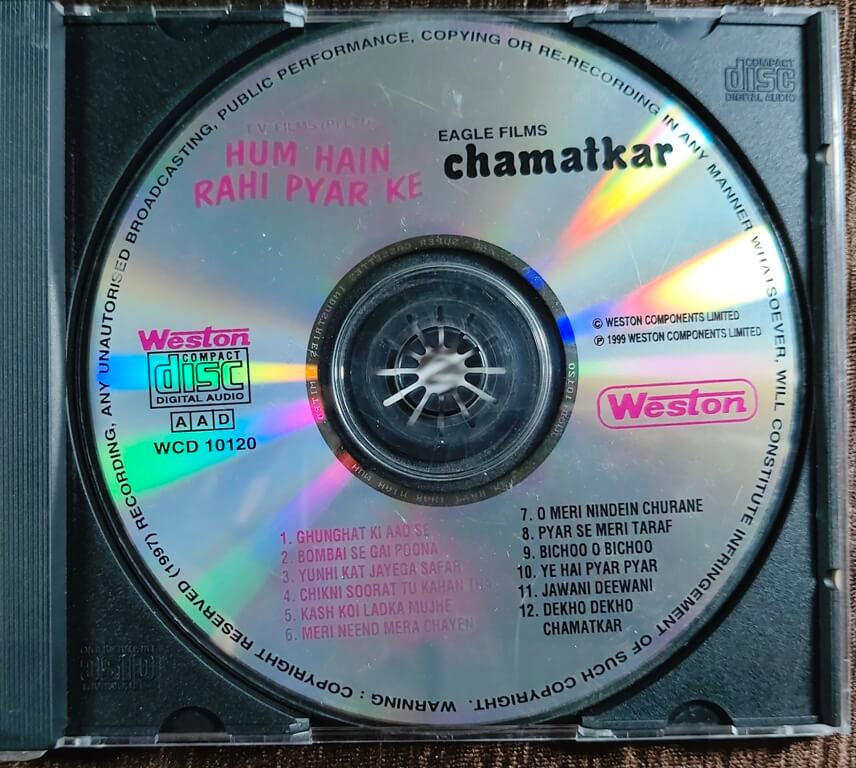 WARNING : COPYRIGHT RESERVED (1997) RECORDING, ANY UNAUTORISED BROADCASTING, PUBLIC PERFORMANCE, COPYING OR RE-RECORDING IN ANY MANNER WHATSOEVER, WILL CONSTITUTE INFRINGEMENT OF SUCH COPYRIGHT.
COMPACT
disc
DIGITAL AUDIO
T.V. FILMS
HUM HAIN
RAHI PYAR KE
EAGLE FILMS
chamatkar
© WESTON COMPONENTS LIMITED
℗ 1999 WESTON COMPONENTS LIMITED
Weston
COMPACT
disc
DIGITAL AUDIO
AAD
WCD 10120
Weston
1. GHUNGHAT KI AAD SE
2. BOMBAI SE GAI POONA
3. YUNHI KAT JAYEGA SAFAR
4. CHIKNI SOORAT TU KAHAN THA
5. KASH KOI LADKA MUJHE
6. MERI NEEND MERA CHAYEN
7. O MERI NINDEIN CHURANE
8. PYAR SE MERI TARAF
9. BICHOO O BICHOO
10. YE HAI PYAR PYAR
11. JAWANI DEEWANI
12. DEKHO DEKHO
CHAMATKAR